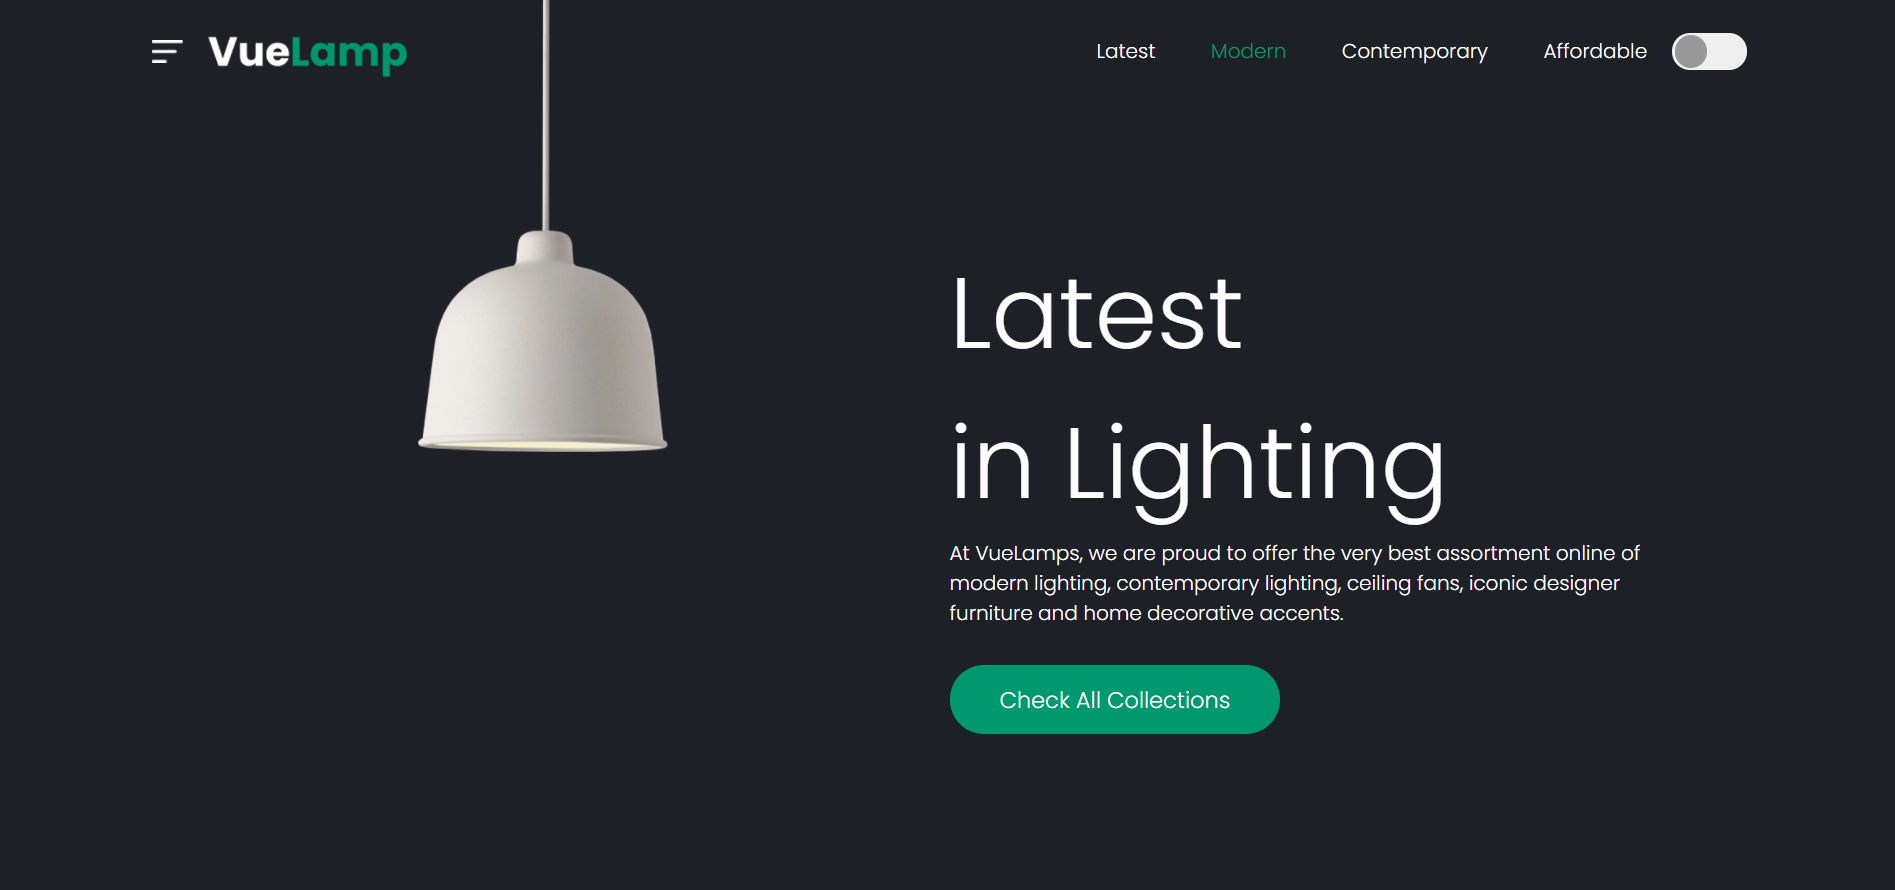 VueLamp
Latest
Modern
Contemporary
Affordable
Latest
in Lighting
At VueLamps, we are proud to offer the very best assortment online of
modern lighting, contemporary lighting, ceiling fans, iconic designer
furniture and home decorative accents.
Check All Collections